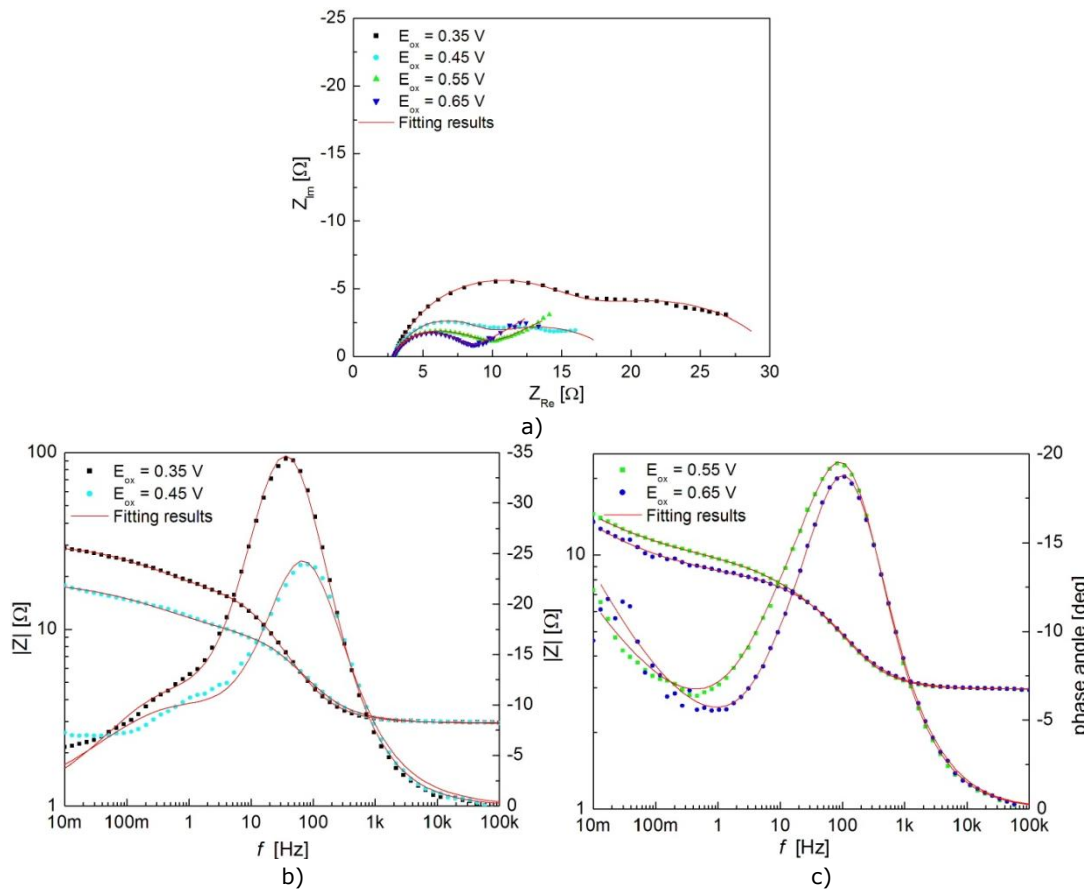 -25
-20
-15
-10
-5
0
Z_Im [Ω]
E_ox = 0.35 V
E_ox = 0.45 V
E_ox = 0.55 V
E_ox = 0.65 V
Fitting results
0 5 10 15 20 25 30
Z_Re [Ω]
a)
100
10
1
|Z| [Ω]
E_ox = 0.35 V
E_ox = 0.45 V
Fitting results
-35
-30
-25
-20
-15
-10
-5
0
10m 100m 1 10 100 1k 10k 100k
f [Hz]
b)
|Z| [Ω]
10
1
E_ox = 0.55 V
E_ox = 0.65 V
Fitting results
-20
-15
-10
-5
0
phase angle [deg]
10m 100m 1 10 100 1k 10k 100k
f [Hz]
c)